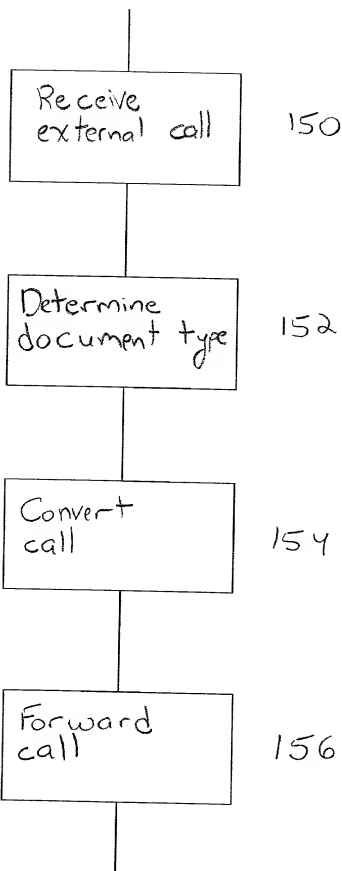 Receive
external call
150
Determine
document type
152
Convert
call
154
Forward
call
156